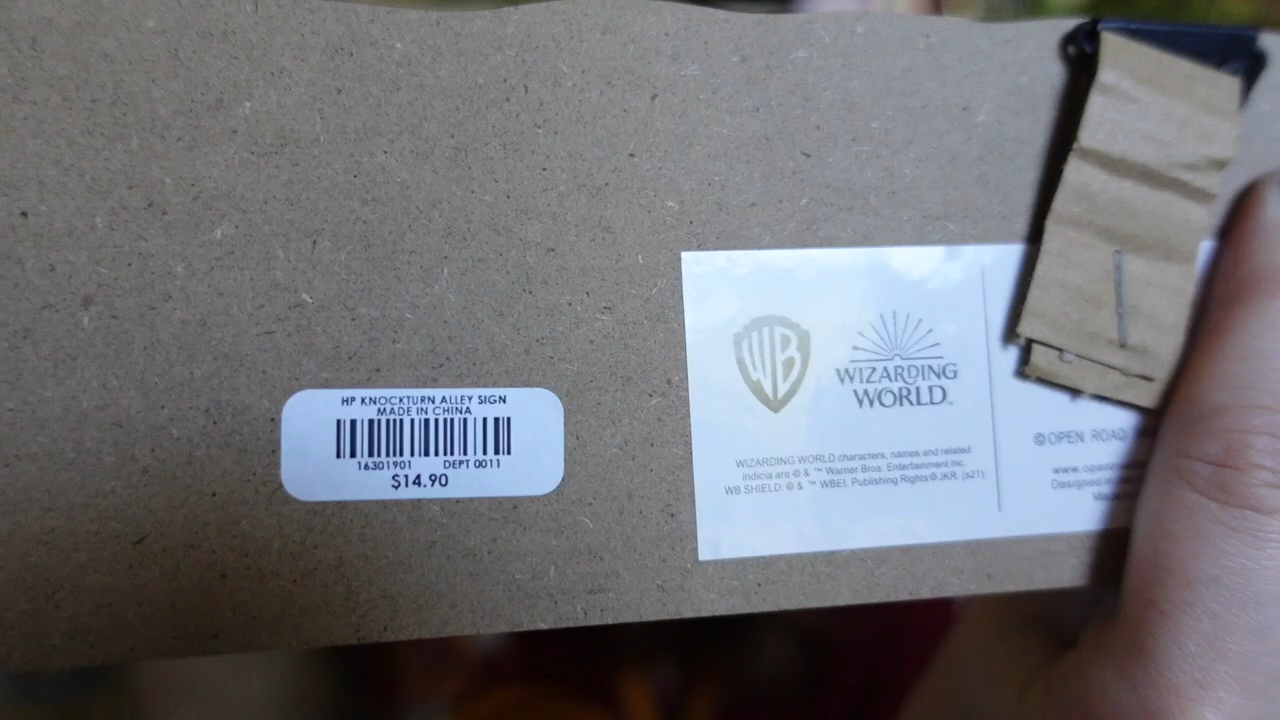 HP KNOCKTURN ALLEY SIGN
MADE IN CHINA
16301901 DEPT 0011
$14.90
WB
WIZARDING
WORLD
WIZARDING WORLD characters, names and related
indicia are © & ™ Warner Bros. Entertainment Inc.
WB SHIELD: © & ™ WBEI. Publishing Rights © JKR. (s21)
© OPEN ROAD
Designed